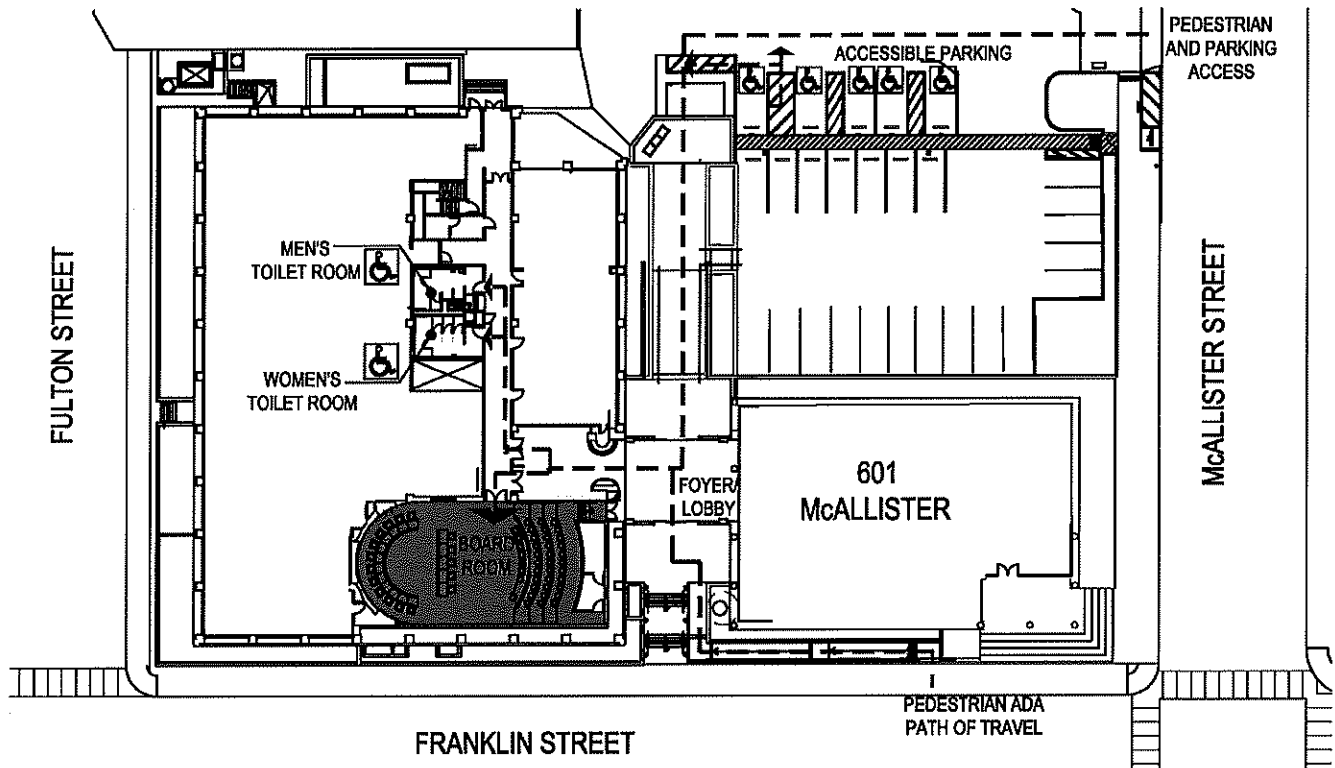 PEDESTRIAN
AND PARKING
ACCESS
ACCESSIBLE PARKING
MEN'S
TOILET ROOM
WOMEN'S
TOILET ROOM
FULTON STREET
McALLISTER STREET
601
McALLISTER
FOYER/
LOBBY
BOARD
ROOM
PEDESTRIAN ADA
PATH OF TRAVEL
FRANKLIN STREET